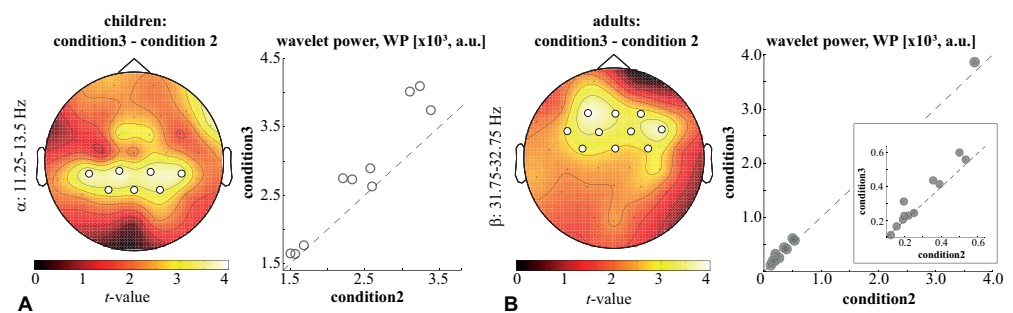 children:
condition3 - condition 2
α: 11.25-13.5 Hz
0 1 2 3 4
t-value
A
wavelet power, WP [x10³, a.u.]
4.5
3.5
2.5
1.5
condition3
1.5 2.5 3.5
condition2
adults:
condition3 - condition 2
β: 31.75-32.75 Hz
0 1 2 3 4
t-value
B
wavelet power, WP [x10³, a.u.]
4.0
3.0
2.0
1.0
0
condition3
1.0 2.0 3.0 4.0
condition2
0.6
0.4
0.2
condition3
0.2 0.4 0.6
condition2